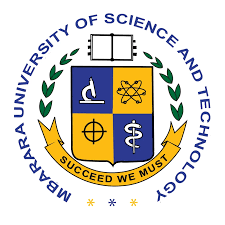 MBARARA UNIVERSITY OF SCIENCE AND TECHNOLOGY
SUCCEED WE MUST